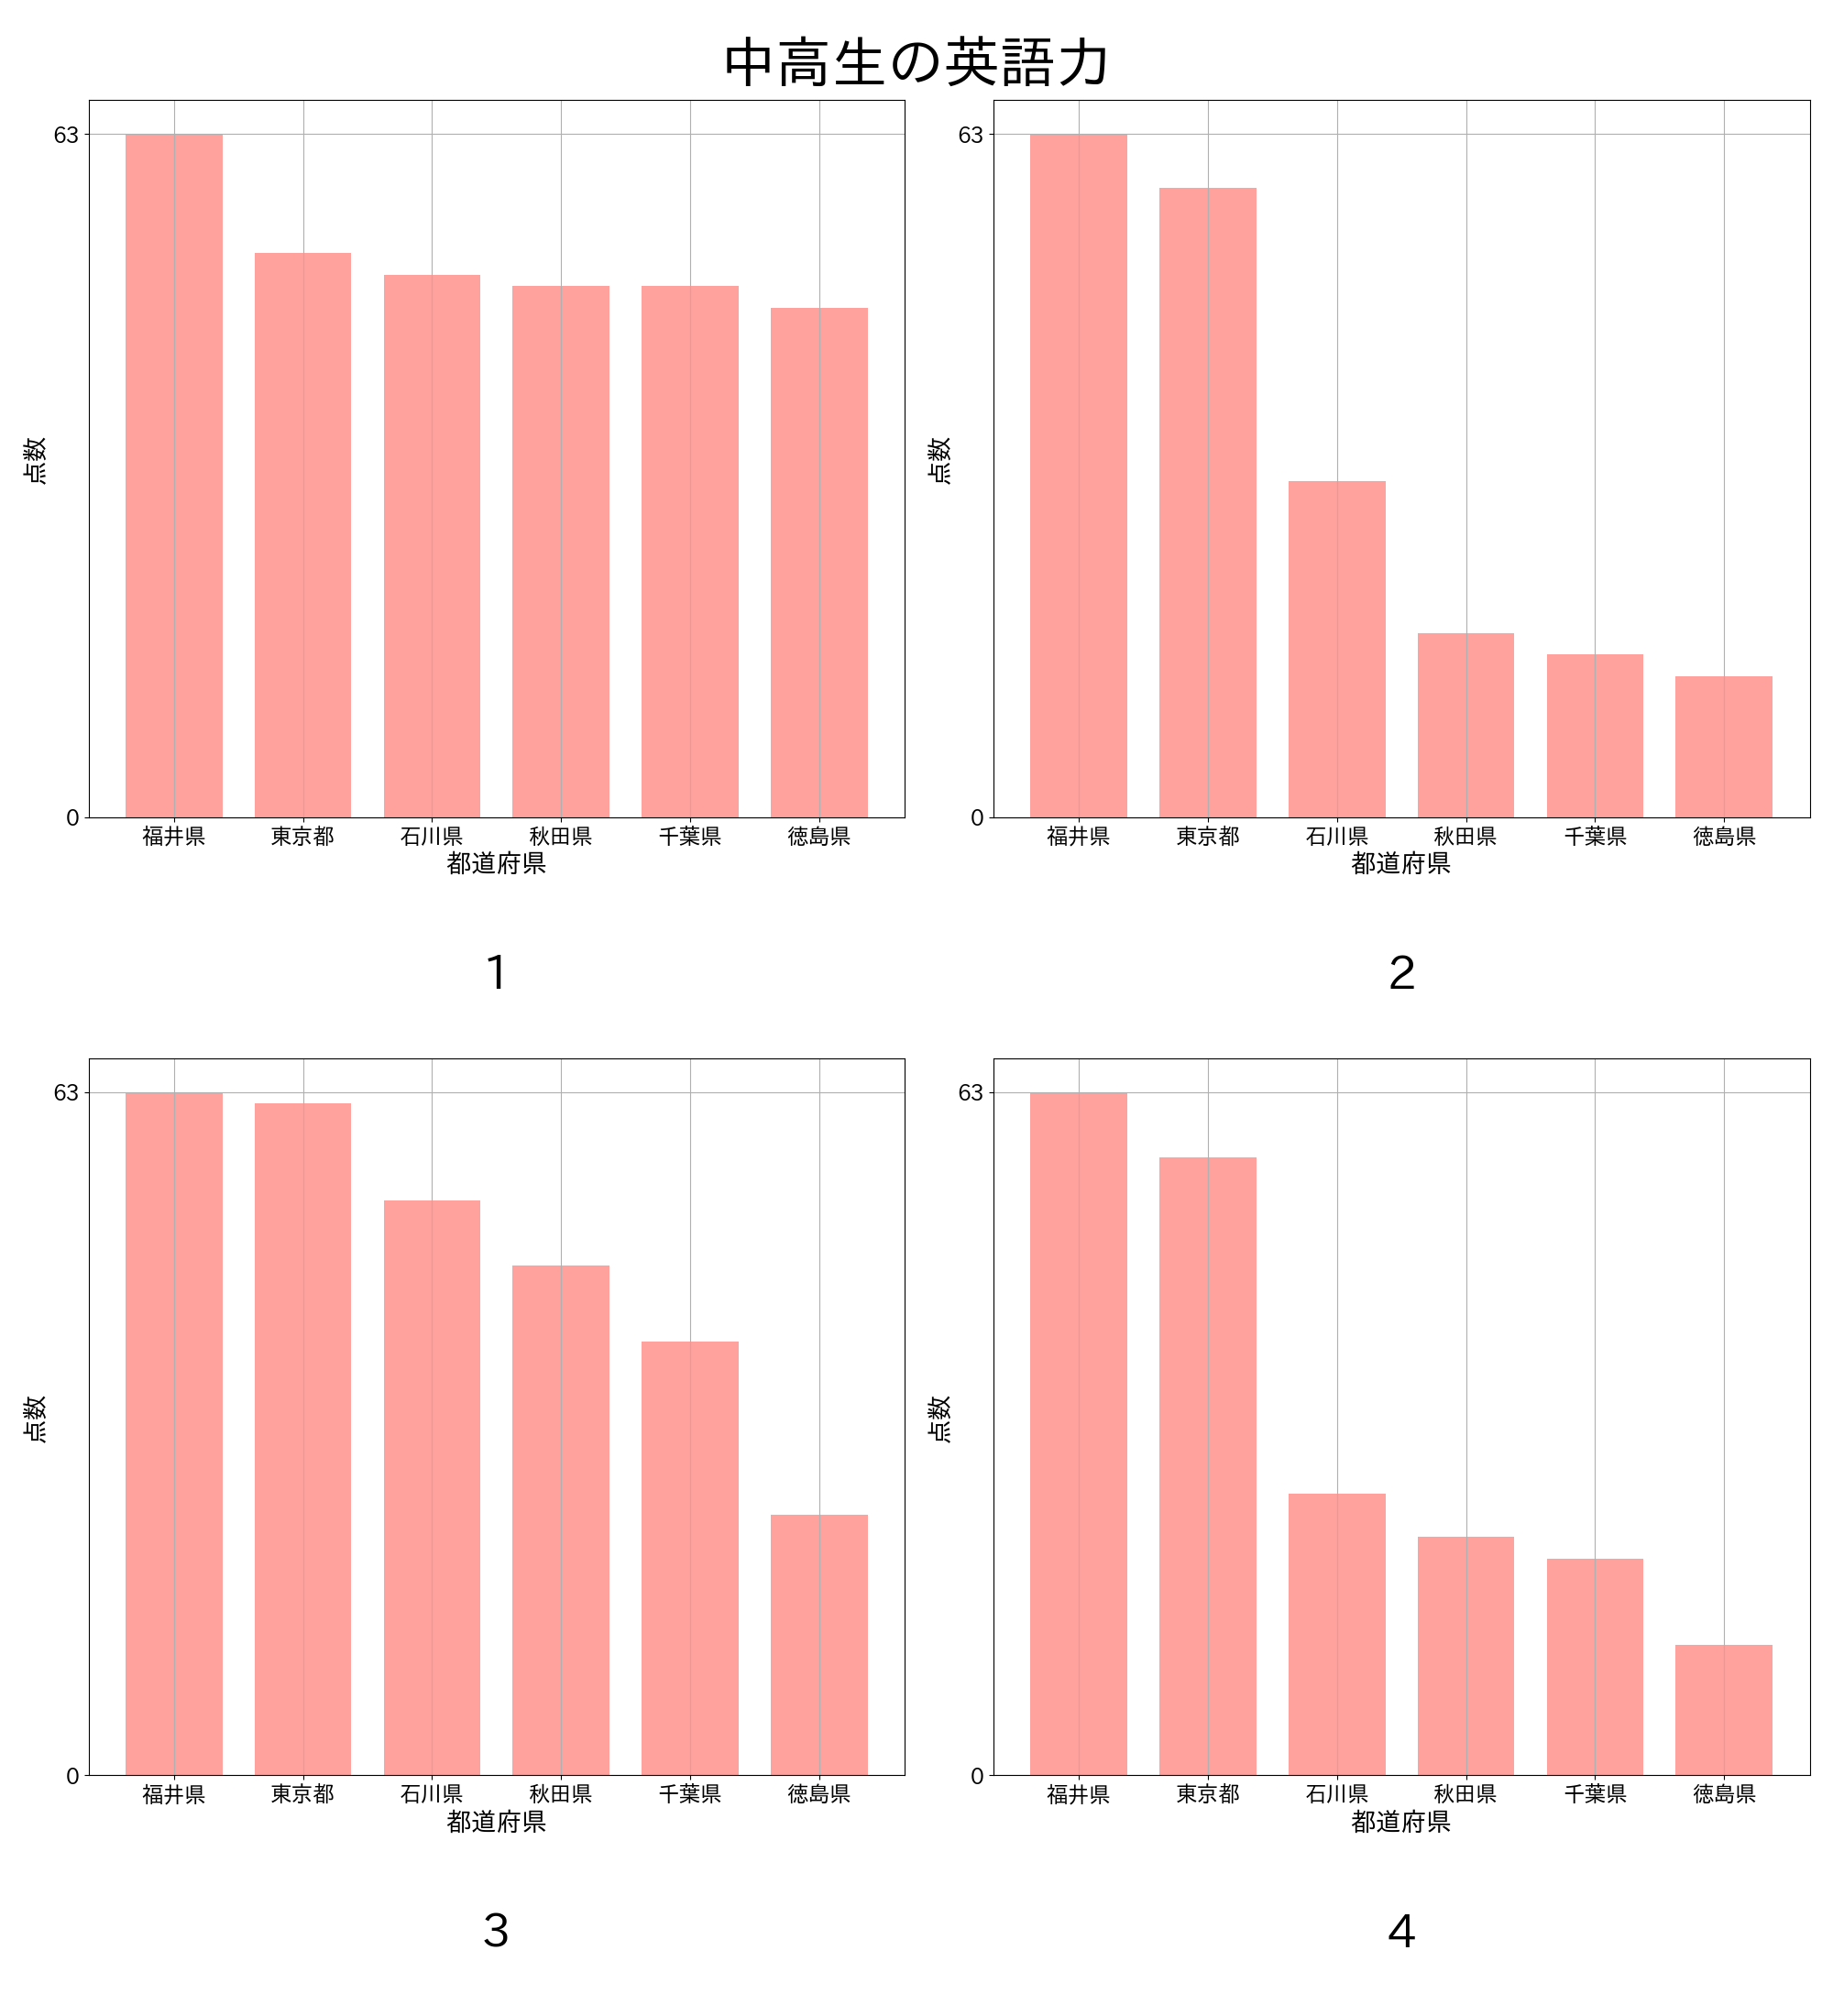 中高生の英語力
63
0
点数
福井県 東京都 石川県 秋田県 千葉県 徳島県
都道府県
1
63
0
点数
福井県 東京都 石川県 秋田県 千葉県 徳島県
都道府県
2
63
0
点数
福井県 東京都 石川県 秋田県 千葉県 徳島県
都道府県
3
63
0
点数
福井県 東京都 石川県 秋田県 千葉県 徳島県
都道府県
4